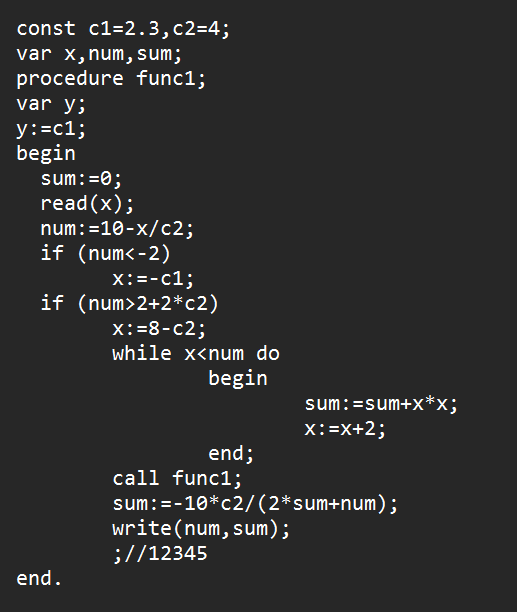 const c1=2.3,c2=4;
var x,num,sum;
procedure func1;
var y;
y:=c1;
begin
  sum:=0;
  read(x);
  num:=10-x/c2;
  if (num<-2)
        x:=-c1;
  if (num>2+2*c2)
        x:=8-c2;
        while x<num do
                begin
                        sum:=sum+x*x;
                        x:=x+2;
                end;
        call func1;
        sum:=-10*c2/(2*sum+num);
        write(num,sum);
        ;//12345
end.